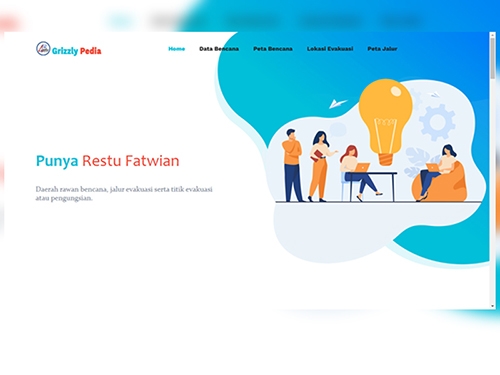 Grizzly Pedia
Home Data Bencana Peta Bencana Lokasi Evakuasi Peta Jalur
Punya Restu Fatwian
Daerah rawan bencana, jalur evakuasi serta titik evakuasi
atau pengungsian.